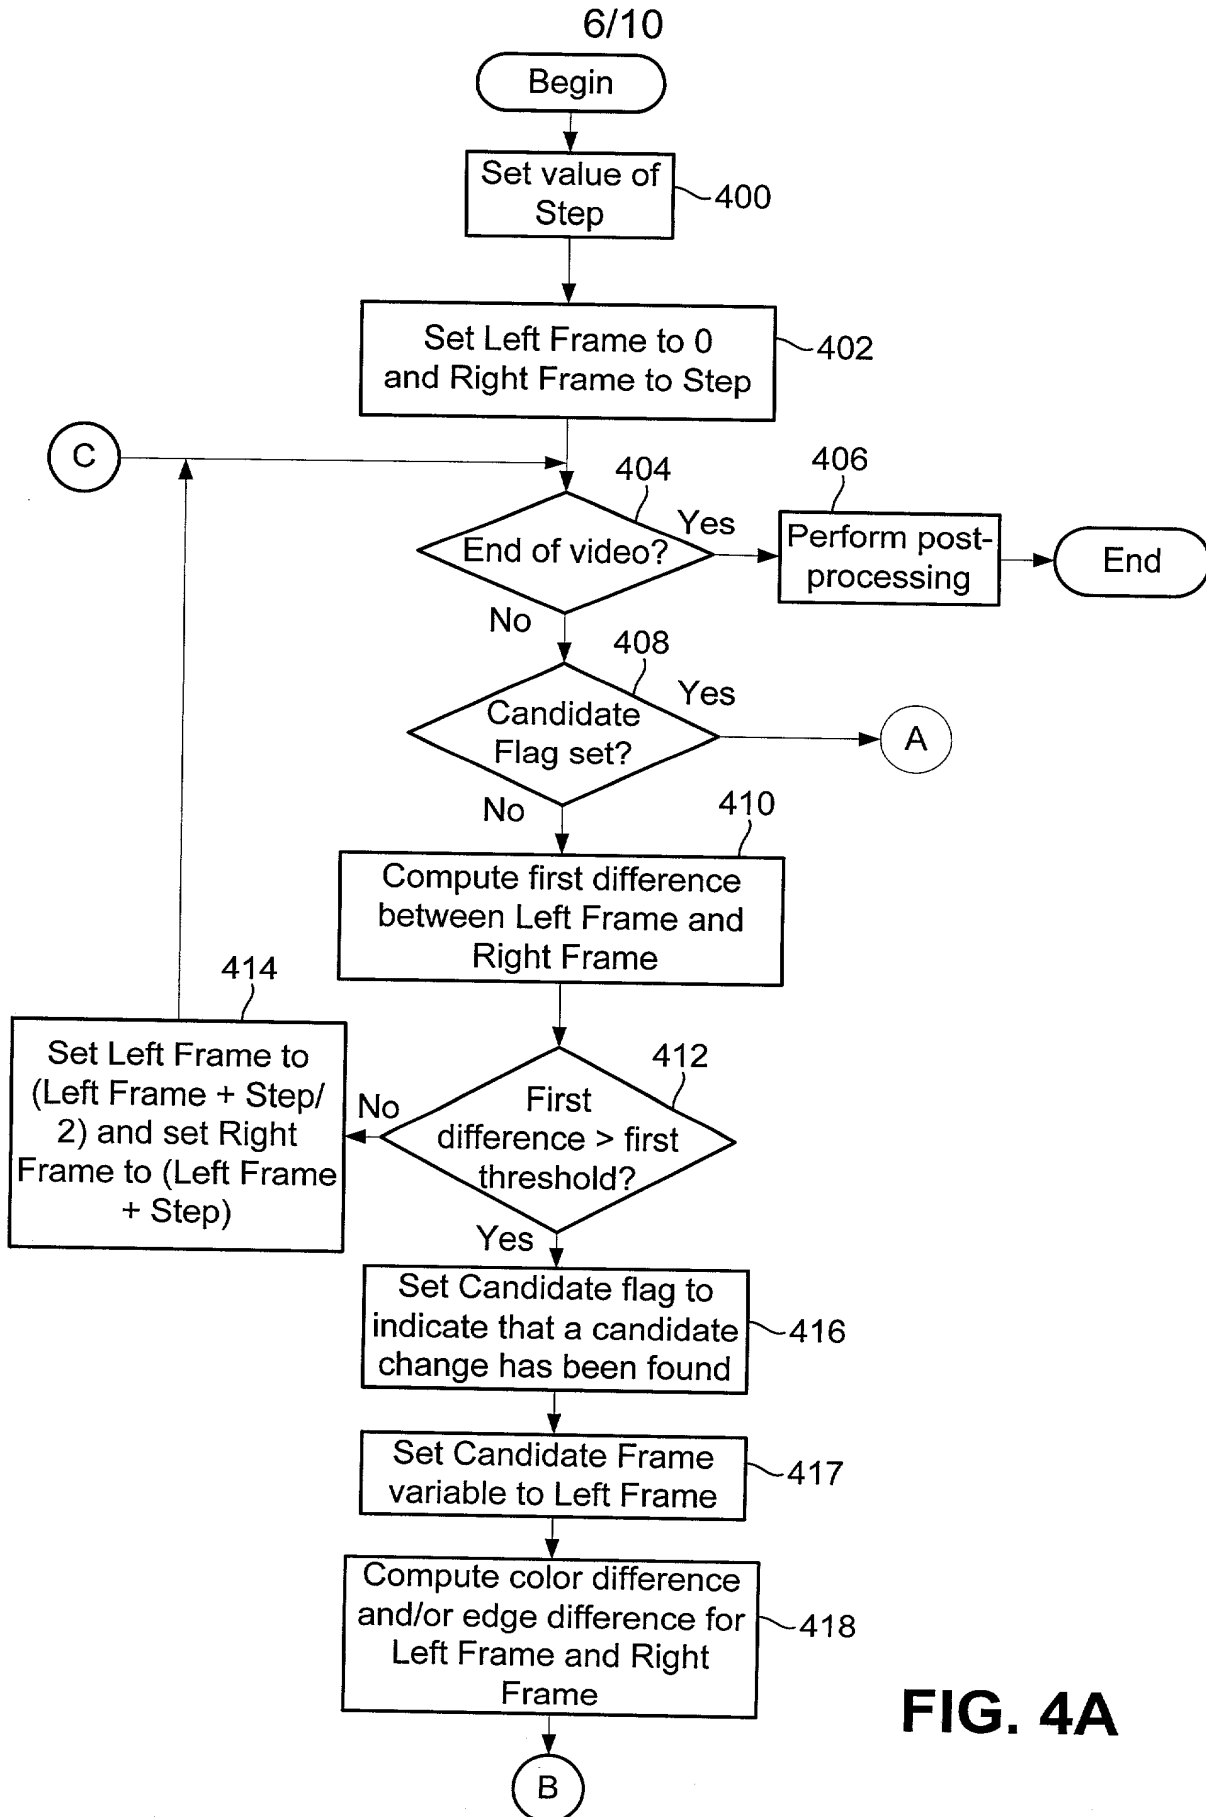 6/10
Begin
Set value of
Step
400
Set Left Frame to 0
and Right Frame to Step
402
C
404
End of video?
Yes
406
Perform post-
processing
End
No
408
Candidate
Flag set?
Yes
A
No
410
Compute first difference
between Left Frame and
Right Frame
414
Set Left Frame to
(Left Frame + Step/
2) and set Right
Frame to (Left Frame
+ Step)
No
412
First
difference > first
threshold?
Yes
Set Candidate flag to
indicate that a candidate
change has been found
416
Set Candidate Frame
variable to Left Frame
417
Compute color difference
and/or edge difference for
Left Frame and Right
Frame
418
B
FIG. 4A